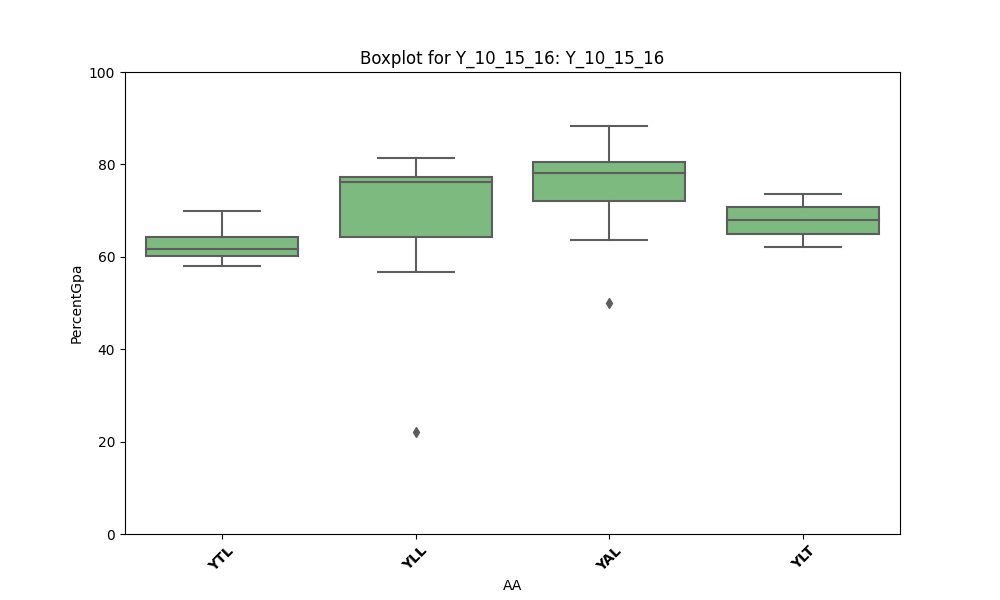 Boxplot for Y_10_15_16: Y_10_15_16
100
80
60
40
20
0
PercentGpa
YTL
YLL
YAL
YLT
AA